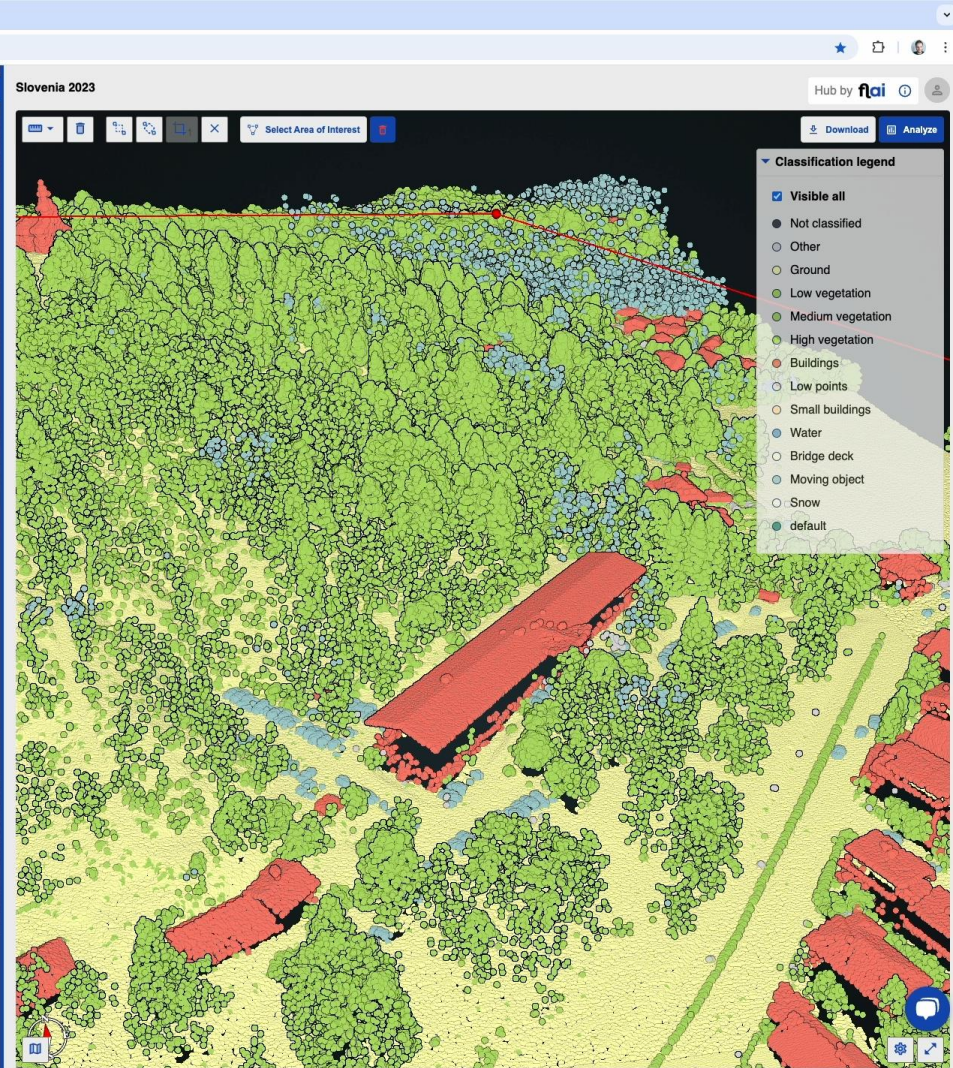 Slovenia 2023
Hub by flai
Select Area of Interest
Download
Analyze
Classification legend
Visible all
Not classified
Other
Ground
Low vegetation
Medium vegetation
High vegetation
Buildings
Low points
Small buildings
Water
Bridge deck
Moving object
Snow
default